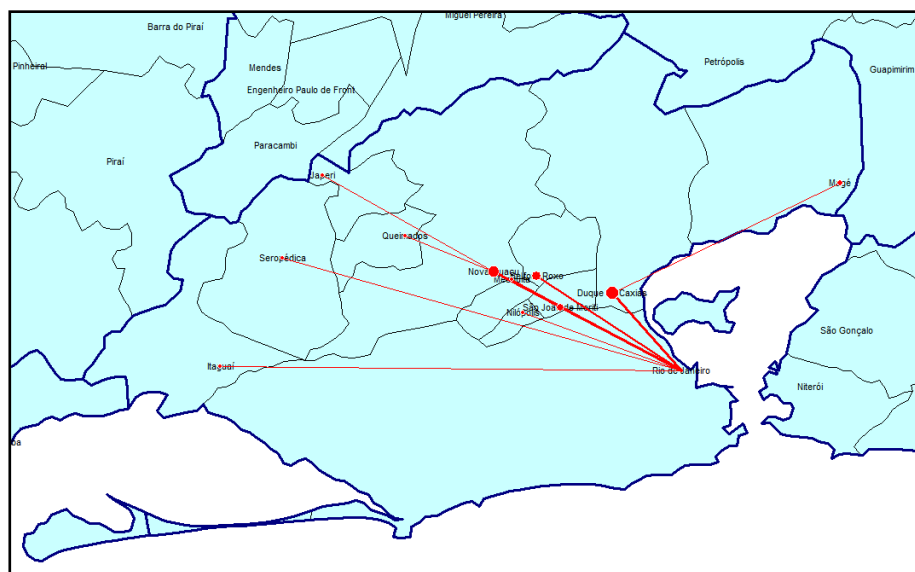 Miguel Pereira
Barra do Piraí
Petrópolis
Pinheiral
Mendes
Guapimirim
Engenheiro Paulo de Front
Paracambi
Piraí
Japeri
Magé
Queimados
Seropédica
Nova Iguaçu
Belford Roxo
Mesquita
Duque de Caxias
São João de Meriti
Nilópolis
São Gonçalo
Itaguaí
Rio de Janeiro
Niterói
ba